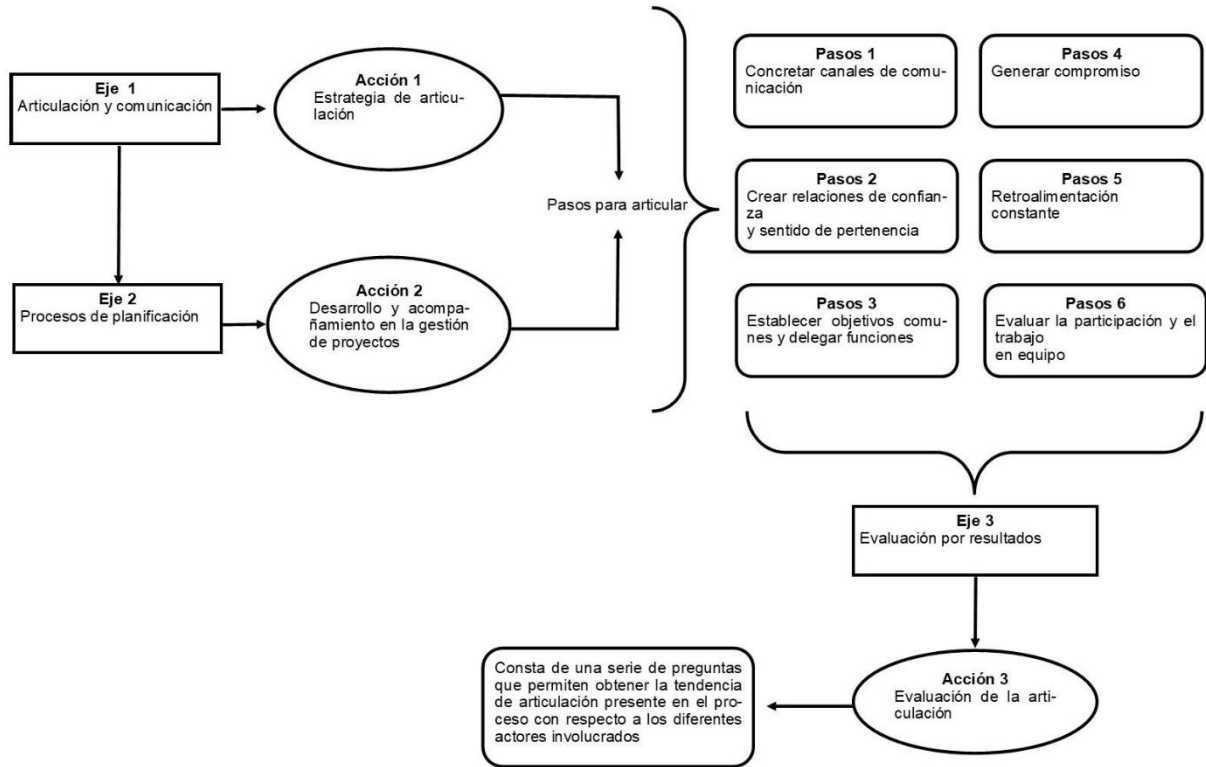 Eje 1
Articulación y comunicación
Acción 1
Estrategia de articu-
lación
Eje 2
Procesos de planificación
Acción 2
Desarrollo y acompa-
ñamiento en la gestión
de proyectos
Pasos para articular
Pasos 1
Concretar canales de comu-
nicación
Pasos 2
Crear relaciones de confian-
za
y sentido de pertenencia
Pasos 3
Establecer objetivos comu-
nes y delegar funciones
Pasos 4
Generar compromiso
Pasos 5
Retroalimentación
constante
Pasos 6
Evaluar la participación y el
trabajo
en equipo
Eje 3
Evaluación por resultados
Acción 3
Evaluación de la arti-
culación
Consta de una serie de preguntas
que permiten obtener la tendencia
de articulación presente en el pro-
ceso con respecto a los diferentes
actores involucrados